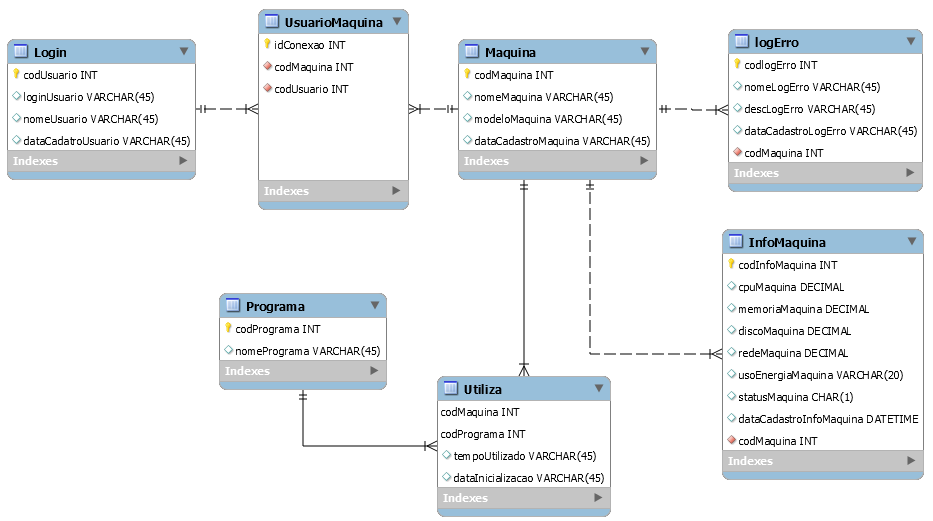 Login
codUsuario INT
loginUsuario VARCHAR(45)
nomeUsuario VARCHAR(45)
dataCadatroUsuario VARCHAR(45)
Indexes
UsuarioMaquina
idConexao INT
codMaquina INT
codUsuario INT
Indexes
Maquina
codMaquina INT
nomeMaquina VARCHAR(45)
modeloMaquina VARCHAR(45)
dataCadastroMaquina VARCHAR(45)
Indexes
logErro
codlogErro INT
nomeLogErro VARCHAR(45)
descLogErro VARCHAR(45)
dataCadastroLogErro VARCHAR(45)
codMaquina INT
Indexes
Programa
codPrograma INT
nomePrograma VARCHAR(45)
Indexes
Utiliza
codMaquina INT
codPrograma INT
tempoUtilizado VARCHAR(45)
dataInicializacao VARCHAR(45)
Indexes
InfoMaquina
codInfoMaquina INT
cpuMaquina DECIMAL
memoriaMaquina DECIMAL
discoMaquina DECIMAL
redeMaquina DECIMAL
usoEnergiaMaquina VARCHAR(20)
statusMaquina CHAR(1)
dataCadastroInfoMaquina DATETIME
codMaquina INT
Indexes